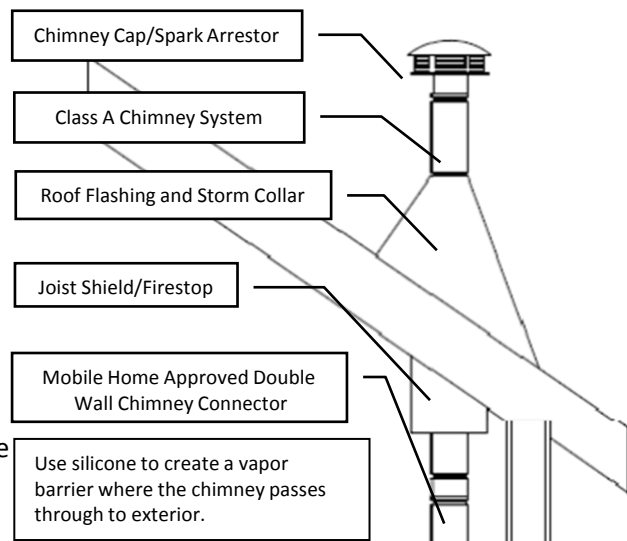 Chimney Cap/Spark Arrestor
Class A Chimney System
Roof Flashing and Storm Collar
Joist Shield/Firestop
Mobile Home Approved Double
Wall Chimney Connector
e
Use silicone to create a vapor
barrier where the chimney passes
through to exterior.